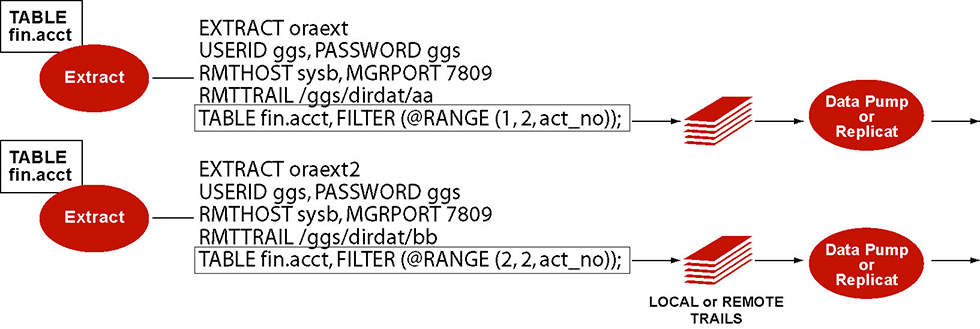 TABLE
fin.acct
Extract
EXTRACT oraext
USERID ggs, PASSWORD ggs
RMTHOST sysb, MGRPORT 7809
RMTTRAIL /ggs/dirdat/aa
TABLE fin.acct, FILTER (@RANGE (1, 2, act_no));
Data Pump
or
Replicat
TABLE
fin.acct
Extract
EXTRACT oraext2
USERID ggs, PASSWORD ggs
RMTHOST sysb, MGRPORT 7809
RMTTRAIL /ggs/dirdat/bb
TABLE fin.acct, FILTER (@RANGE (2, 2, act_no));
Data Pump
or
Replicat
LOCAL or REMOTE
TRAILS